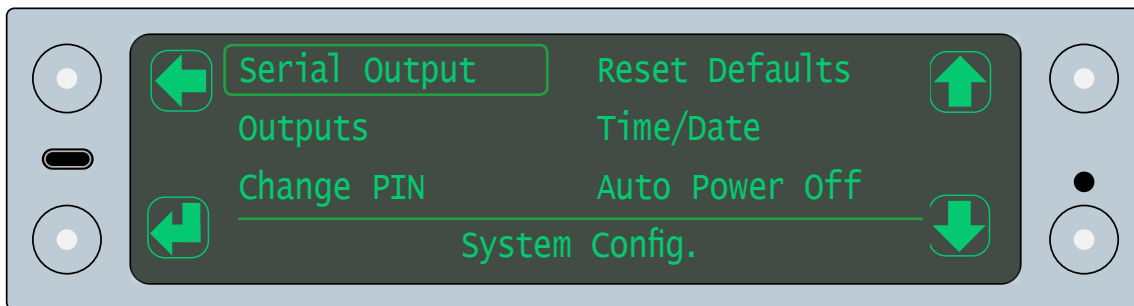 Serial Output Reset Defaults
Outputs Time/Date
Change PIN Auto Power Off
System Config.